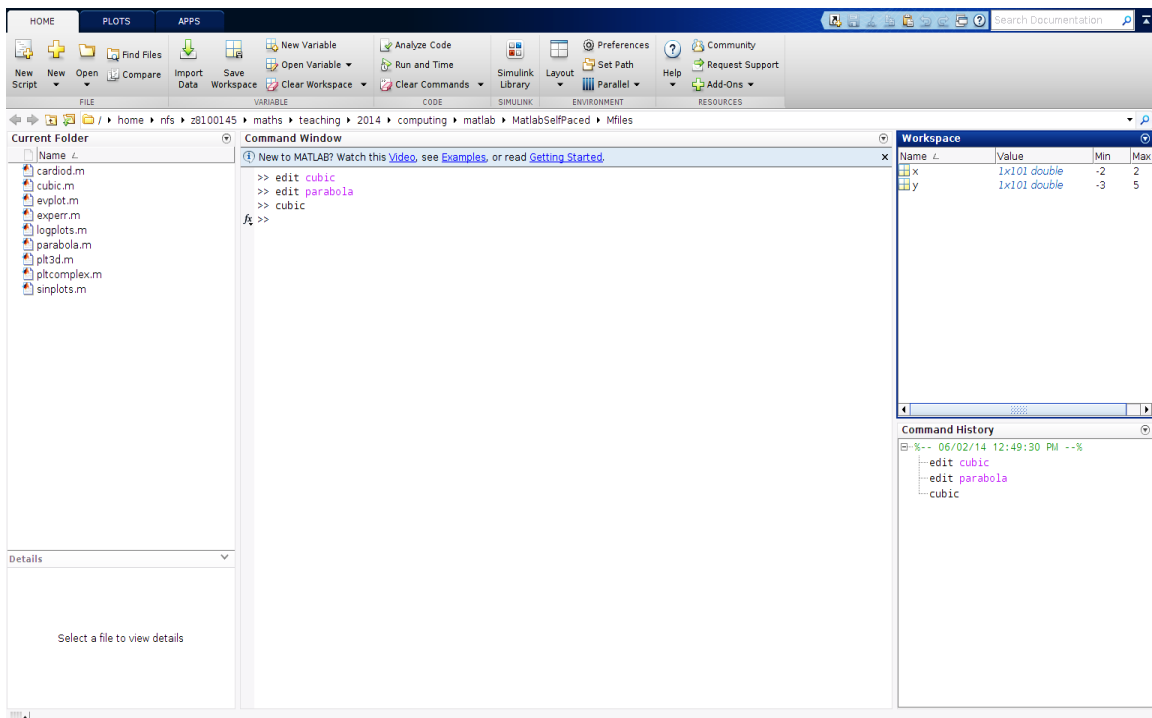 HOME PLOTS APPS Search Documentation
New Script New Open Find Files Compare Import Data Save Workspace New Variable Open Variable Clear Workspace Analyze Code Run and Time Clear Commands Simulink Library Layout Preferences Set Path Parallel Help Community Request Support Add-Ons
FILE VARIABLE CODE SIMULINK ENVIRONMENT RESOURCES
/ home nfs z8100145 maths teaching 2014 computing matlab MatlabSelfPaced Mfiles
Current Folder
Name
cardiod.m
cubic.m
evplot.m
experr.m
logplots.m
parabola.m
plt3d.m
pltcomplex.m
sinplots.m
Details
Select a file to view details
Command Window
New to MATLAB? Watch this Video, see Examples, or read Getting Started.
>> edit cubic
>> edit parabola
>> cubic
fx >>
Workspace
Name Value Min Max
x 1x101 double -2 2
y 1x101 double -3 5
Command History
%-- 06/02/14 12:49:30 PM --%
edit cubic
edit parabola
cubic